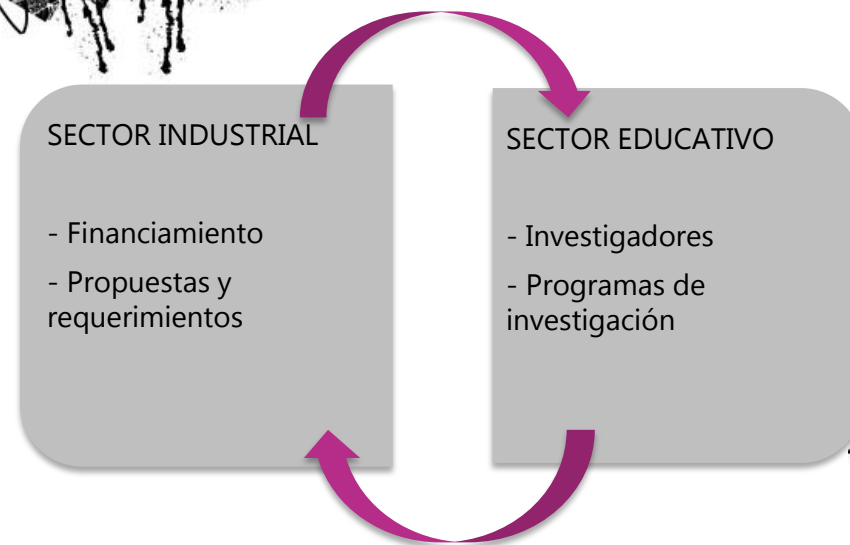 SECTOR INDUSTRIAL
- Financiamiento
- Propuestas y
requerimientos
SECTOR EDUCATIVO
- Investigadores
- Programas de
investigación